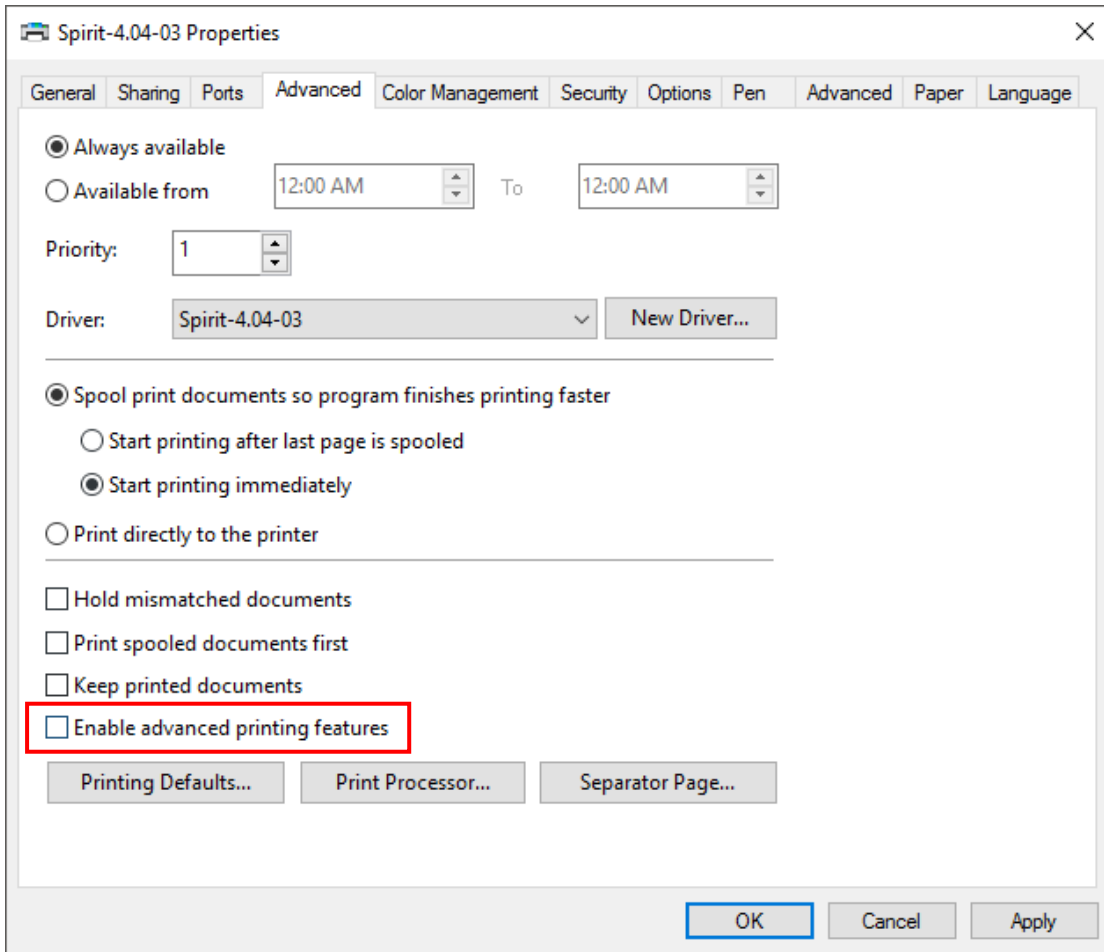 Spirit-4.04-03 Properties
General Sharing Ports Advanced Color Management Security Options Pen Advanced Paper Language
Always available
Available from 12:00 AM To 12:00 AM
Priority: 1
Driver: Spirit-4.04-03 New Driver...
Spool print documents so program finishes printing faster
Start printing after last page is spooled
Start printing immediately
Print directly to the printer
Hold mismatched documents
Print spooled documents first
Keep printed documents
Enable advanced printing features
Printing Defaults... Print Processor... Separator Page...
OK Cancel Apply